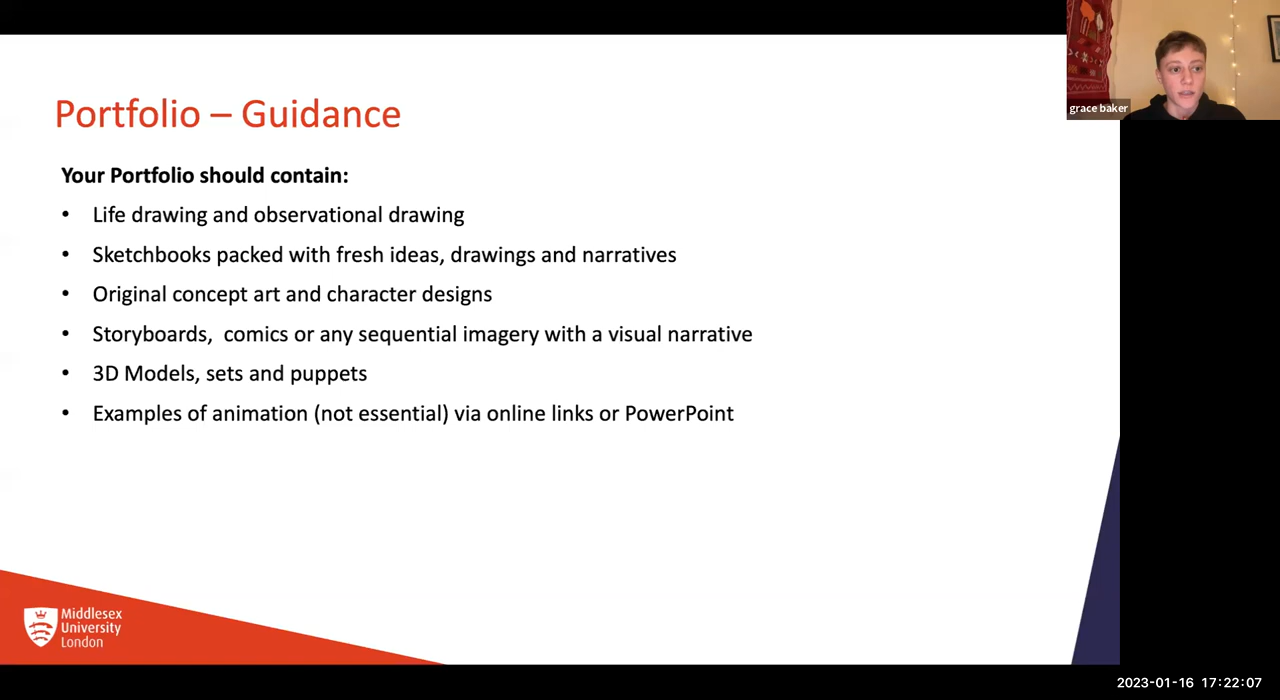 grace baker
Portfolio – Guidance
Your Portfolio should contain:
• Life drawing and observational drawing
• Sketchbooks packed with fresh ideas, drawings and narratives
• Original concept art and character designs
• Storyboards,  comics or any sequential imagery with a visual narrative
• 3D Models, sets and puppets
• Examples of animation (not essential) via online links or PowerPoint
Middlesex
University
London
2023-01-16 17:22:07